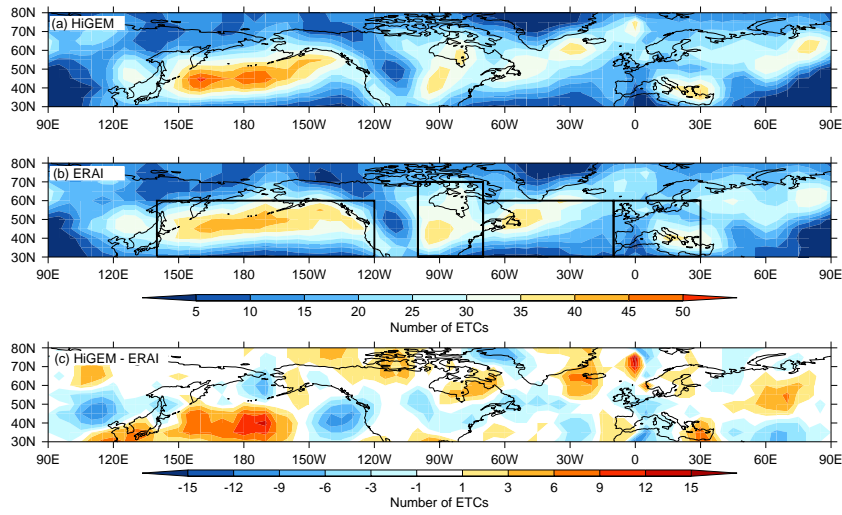 (a) HiGEM
80N
70N
60N
50N
40N
30N
90E 120E 150E 180 150W 120W 90W 60W 30W 0 30E 60E 90E
(b) ERAI
80N
70N
60N
50N
40N
30N
90E 120E 150E 180 150W 120W 90W 60W 30W 0 30E 60E 90E
5 10 15 20 25 30 35 40 45 50
Number of ETCs
(c) HiGEM - ERAI
80N
70N
60N
50N
40N
30N
90E 120E 150E 180 150W 120W 90W 60W 30W 0 30E 60E 90E
-15 -12 -9 -6 -3 -1 1 3 6 9 12 15
Number of ETCs